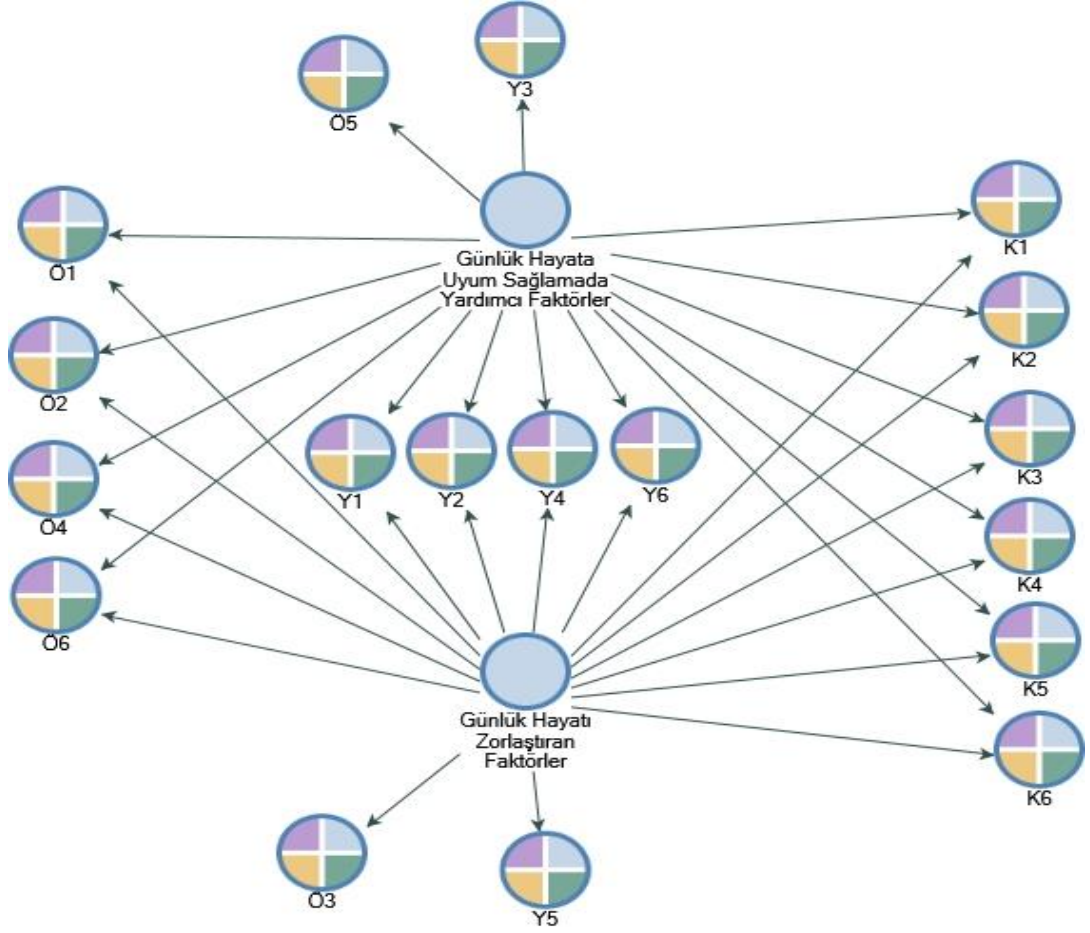 Y3
Ö5
Ö1
K1
Günlük Hayata
Uyum Sağlamada
Yardımcı Faktörler
Ö2
K2
K3
Y1
Y2
Y4
Y6
Ö4
K4
Ö6
K5
Günlük Hayatı
Zorlaştıran
Faktörler
K6
Ö3
Y5